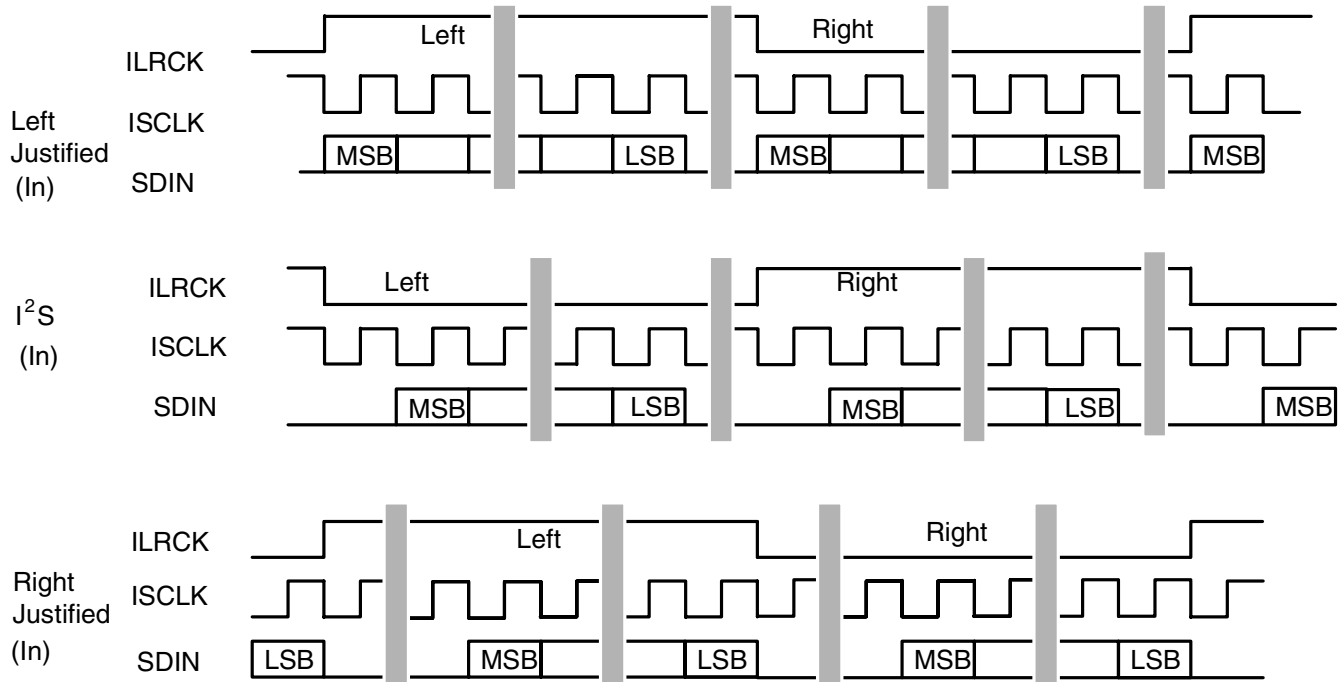 Left Right
ILRCK
ISCLK
Left
Justified
(In)
MSB LSB MSB LSB MSB
SDIN
ILRCK Left Right
I²S
(In)
ISCLK
SDIN MSB LSB MSB LSB MSB
ILRCK Left Right
Right
Justified
(In)
ISCLK
SDIN LSB MSB LSB MSB LSB